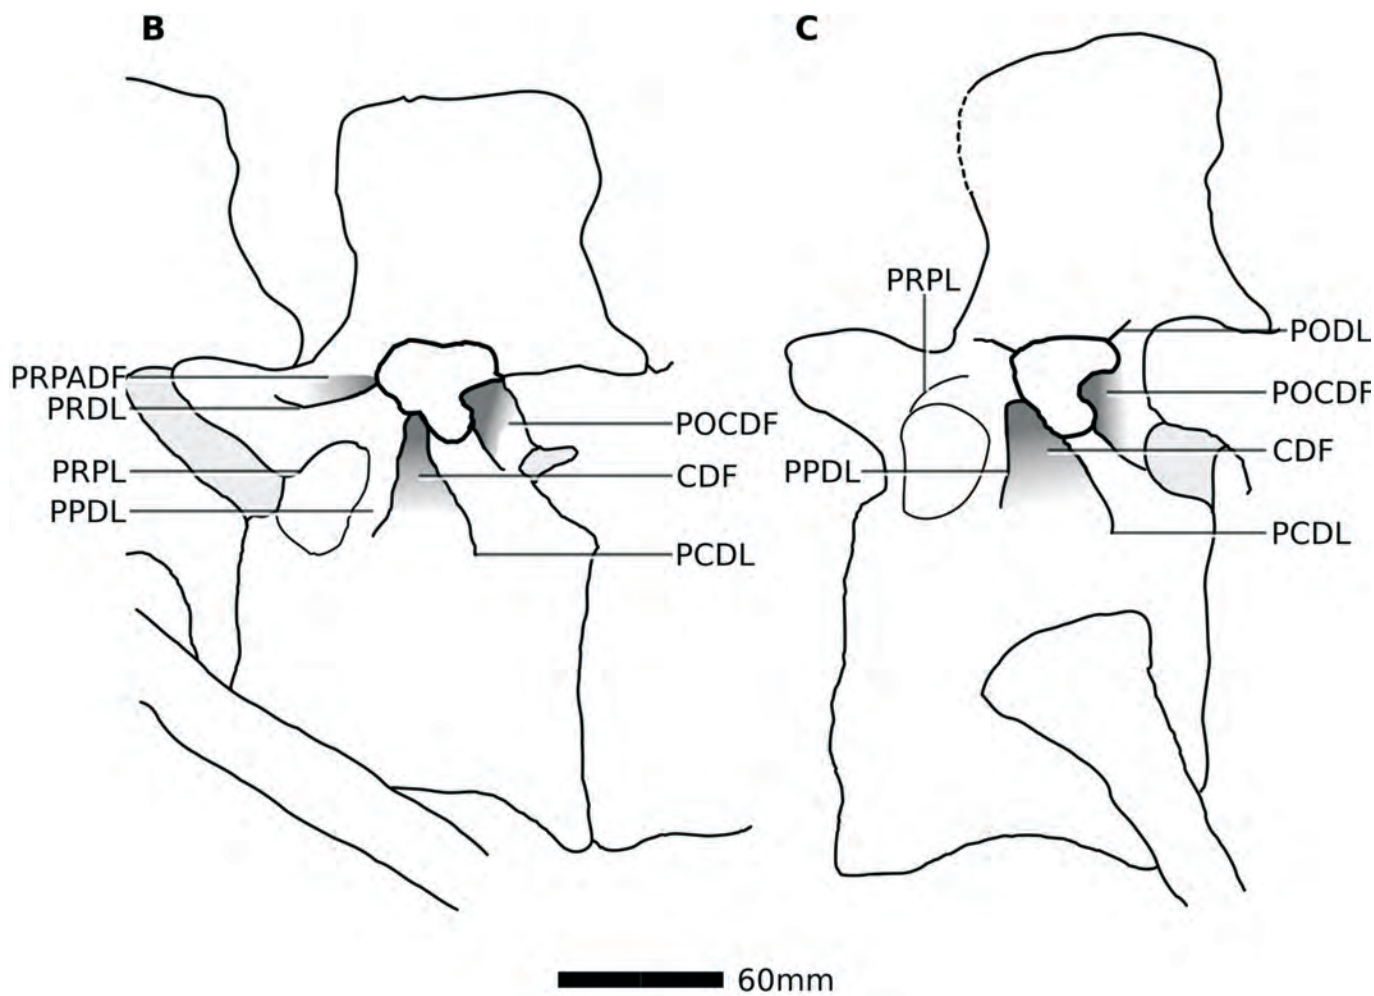 B
C
PRPL
PRPADF
PRDL
PRPL
PPDL
POCDF
CDF
PCDL
PPDL
PODL
POCDF
CDF
PCDL
60mm